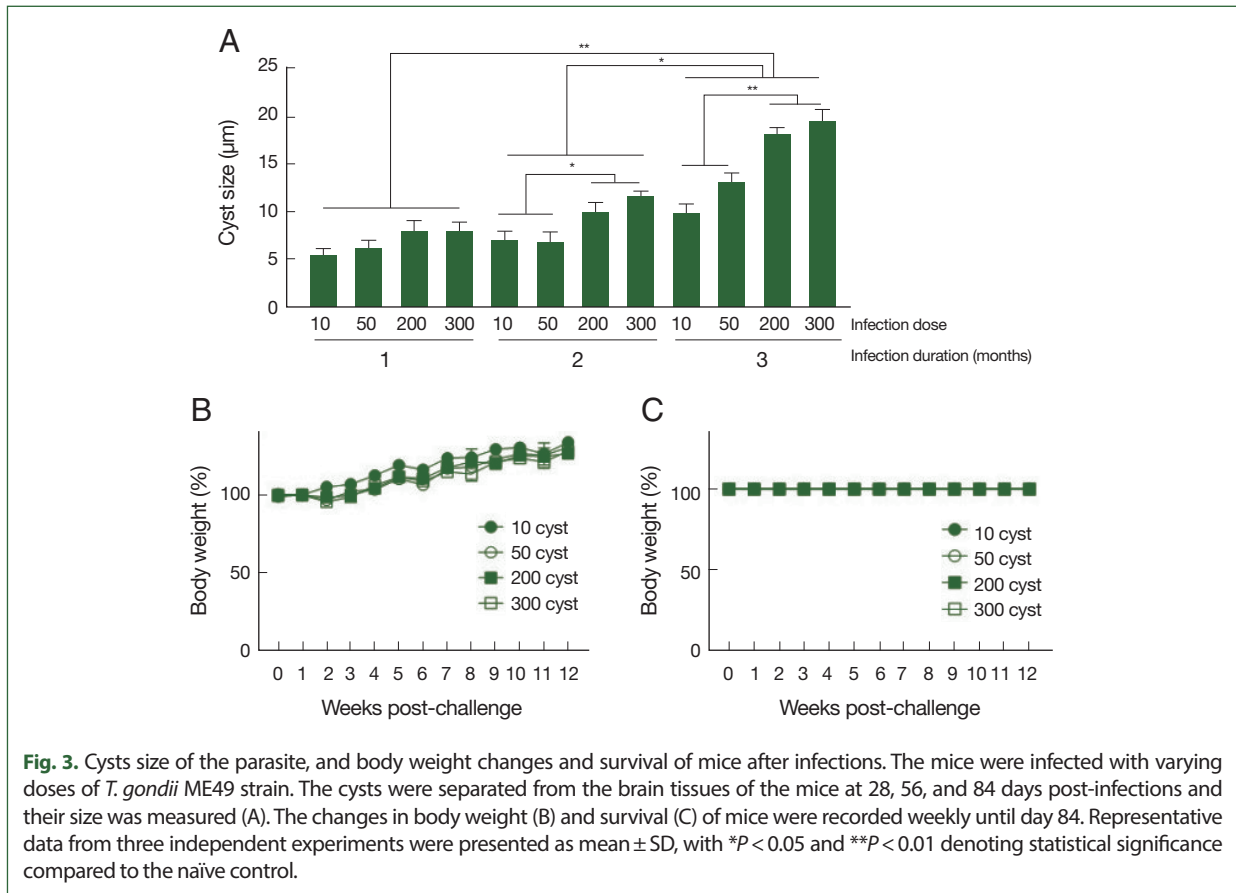 A
**
*
**
*
25
20
15
10
5
0
Cyst size (µm)
10 50 200 300 10 50 200 300 10 50 200 300 Infection dose
1 2 3 Infection duration (months)
B
100
50
0
Body weight (%)
10 cyst
50 cyst
200 cyst
300 cyst
0 1 2 3 4 5 6 7 8 9 10 11 12
Weeks post-challenge
C
100
50
0
Body weight (%)
10 cyst
50 cyst
200 cyst
300 cyst
0 1 2 3 4 5 6 7 8 9 10 11 12
Weeks post-challenge
Fig. 3. Cysts size of the parasite, and body weight changes and survival of mice after infections. The mice were infected with varying
doses of T. gondii ME49 strain. The cysts were separated from the brain tissues of the mice at 28, 56, and 84 days post-infections and
their size was measured (A). The changes in body weight (B) and survival (C) of mice were recorded weekly until day 84. Representative
data from three independent experiments were presented as mean ± SD, with *P < 0.05 and **P < 0.01 denoting statistical significance
compared to the naïve control.